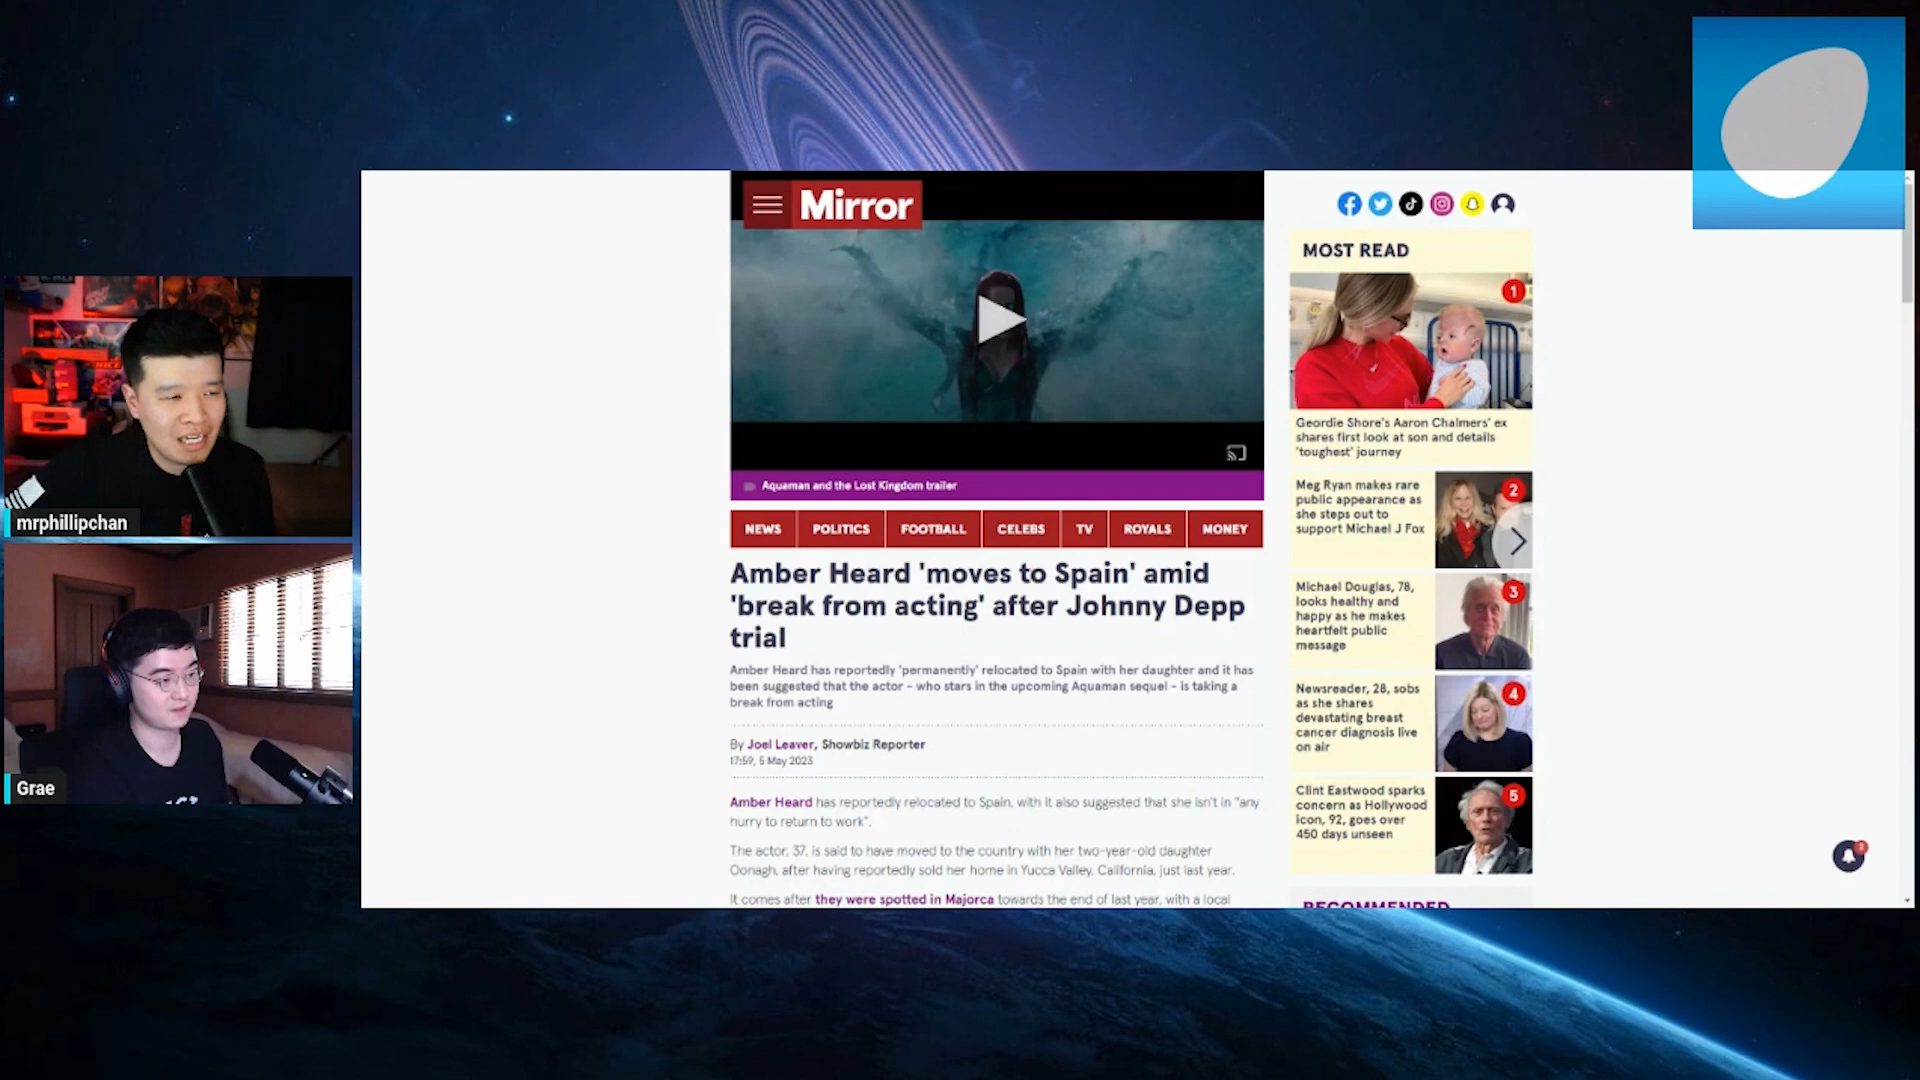 Mirror
MOST READ
1
Geordie Shore's Aaron Chalmers' ex
shares first look at son and details
'toughest' journey
Meg Ryan makes rare
public appearance as
she steps out to
support Michael J Fox
2
Michael Douglas, 78,
looks healthy and
happy as he makes
heartfelt public
message
3
Newsreader, 28, sobs
as she shares
devastating breast
cancer diagnosis live
on air
4
Clint Eastwood sparks
concern as Hollywood
icon, 92, goes over
450 days unseen
5
RECOMMENDED
Aquaman and the Lost Kingdom trailer
NEWS
POLITICS
FOOTBALL
CELEBS
TV
ROYALS
MONEY
Amber Heard 'moves to Spain' amid
'break from acting' after Johnny Depp
trial
Amber Heard has reportedly 'permanently' relocated to Spain with her daughter and it has
been suggested that the actor - who stars in the upcoming Aquaman sequel - is taking a
break from acting
By Joel Leaver, Showbiz Reporter
17:59, 5 May 2023
Amber Heard has reportedly relocated to Spain, with it also suggested that she isn't in "any
hurry to return to work".
The actor, 37, is said to have moved to the country with her two-year-old daughter
Oonagh, after having reportedly sold her home in Yucca Valley, California, just last year.
It comes after they were spotted in Majorca towards the end of last year, with a local
mrphillipchan
Grae